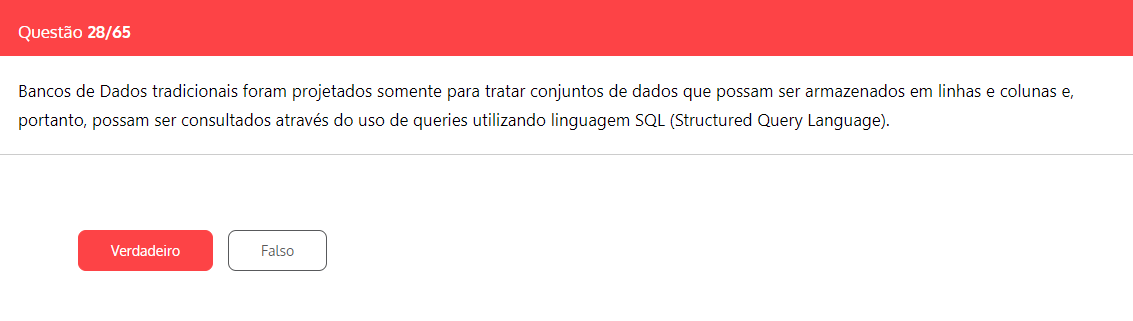 Questão 28/65
Bancos de Dados tradicionais foram projetados somente para tratar conjuntos de dados que possam ser armazenados em linhas e colunas e,
portanto, possam ser consultados através do uso de queries utilizando linguagem SQL (Structured Query Language).
Verdadeiro
Falso